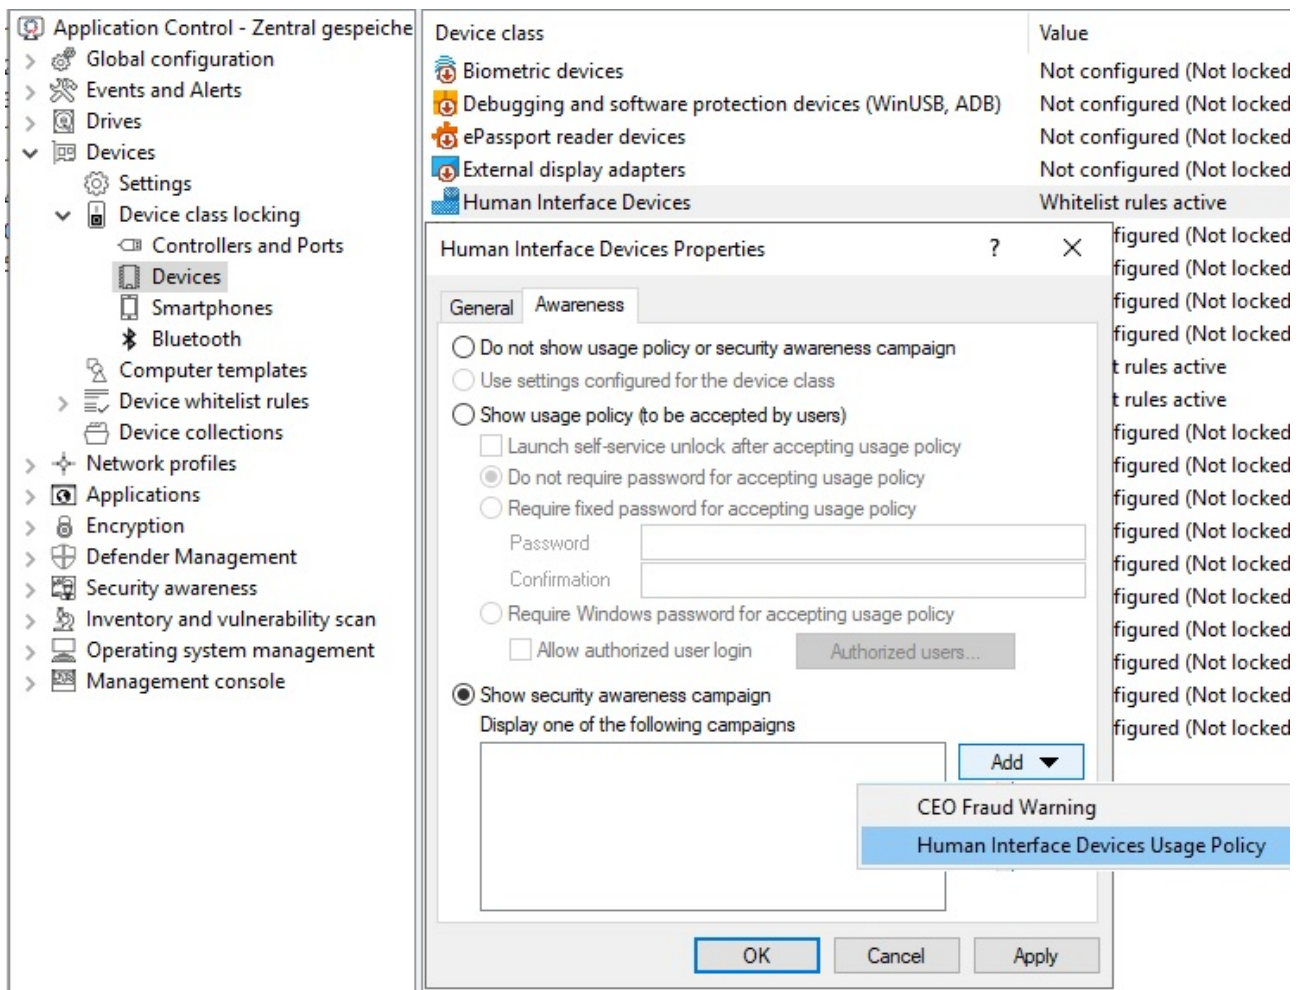 Application Control - Zentral gespeiche
Global configuration
Events and Alerts
Drives
Devices
Settings
Device class locking
Controllers and Ports
Devices
Smartphones
Bluetooth
Computer templates
Device whitelist rules
Device collections
Network profiles
Applications
Encryption
Defender Management
Security awareness
Inventory and vulnerability scan
Operating system management
Management console
Device class Value
Biometric devices Not configured (Not locked
Debugging and software protection devices (WinUSB, ADB) Not configured (Not locked
ePassport reader devices Not configured (Not locked
External display adapters Not configured (Not locked
Human Interface Devices Whitelist rules active
figured (Not locked
figured (Not locked
figured (Not locked
figured (Not locked
t rules active
t rules active
figured (Not locked
figured (Not locked
figured (Not locked
figured (Not locked
figured (Not locked
figured (Not locked
figured (Not locked
figured (Not locked
figured (Not locked
figured (Not locked
Human Interface Devices Properties ?
General Awareness
Do not show usage policy or security awareness campaign
Use settings configured for the device class
Show usage policy (to be accepted by users)
Launch self-service unlock after accepting usage policy
Do not require password for accepting usage policy
Require fixed password for accepting usage policy
Password
Confirmation
Require Windows password for accepting usage policy
Allow authorized user login Authorized users...
Show security awareness campaign
Display one of the following campaigns
Add
CEO Fraud Warning
Human Interface Devices Usage Policy
OK Cancel Apply